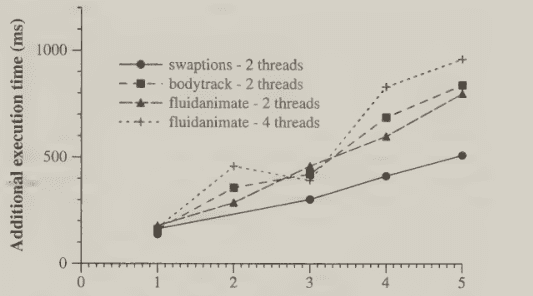 Additional execution time (ms)
1000
500
0
swaptions - 2 threads
bodytrack - 2 threads
fluidanimate - 2 threads
fluidanimate - 4 threads
0 1 2 3 4 5